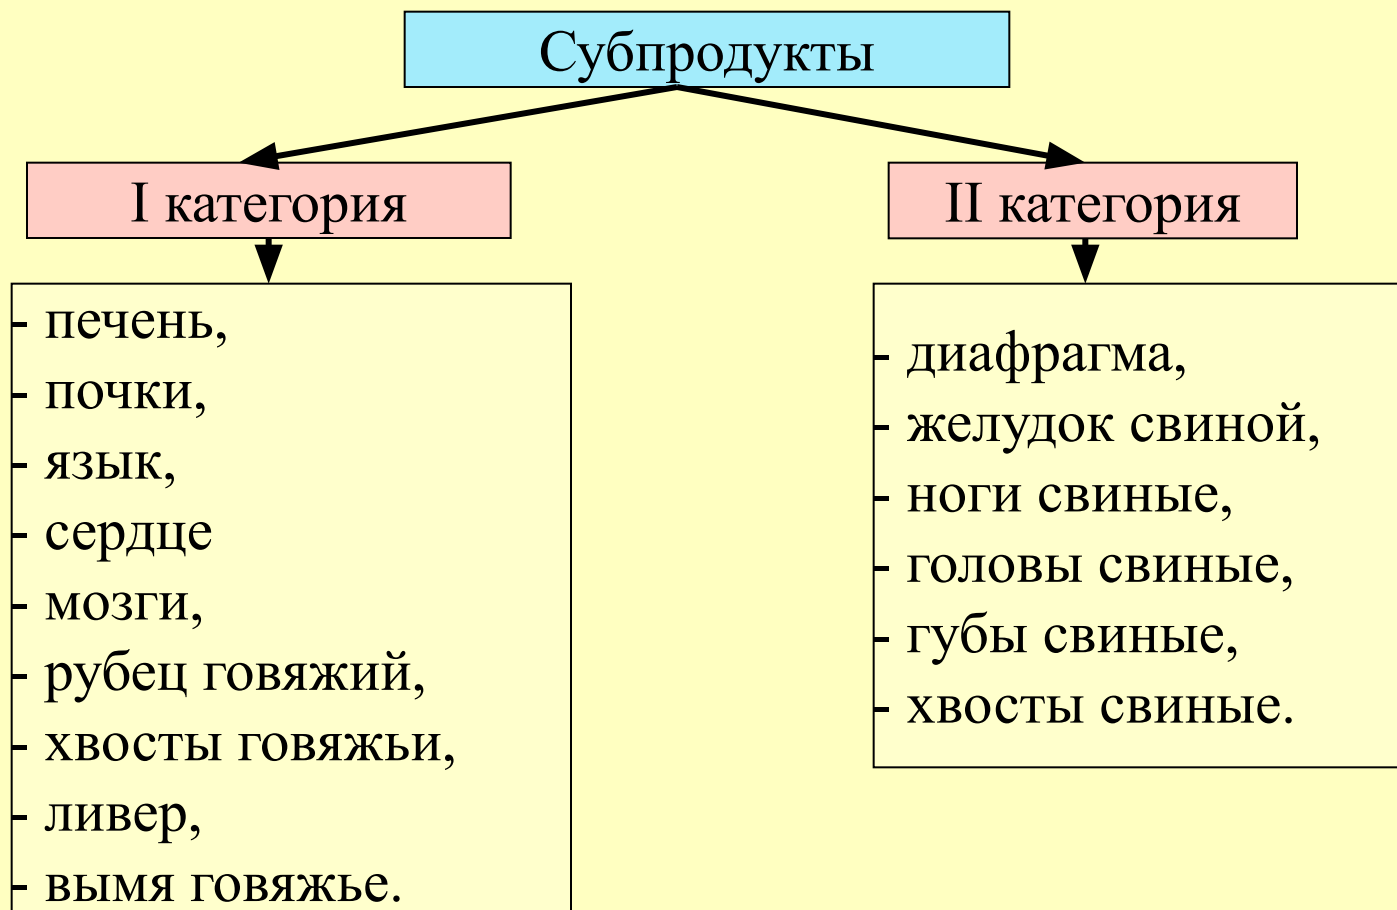 Субпродукты
I категория
II категория
- печень,
- почки,
- язык,
- сердце
- мозги,
- рубец говяжий,
- хвосты говяжьи,
- ливер,
- вымя говяжье.
- диафрагма,
- желудок свиной,
- ноги свиные,
- головы свиные,
- губы свиные,
- хвосты свиные.